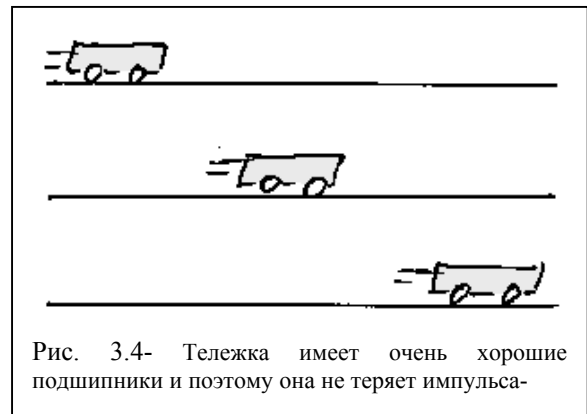 Рис. 3.4- Тележка имеет очень хорошие
подшипники и поэтому она не теряет импульса-